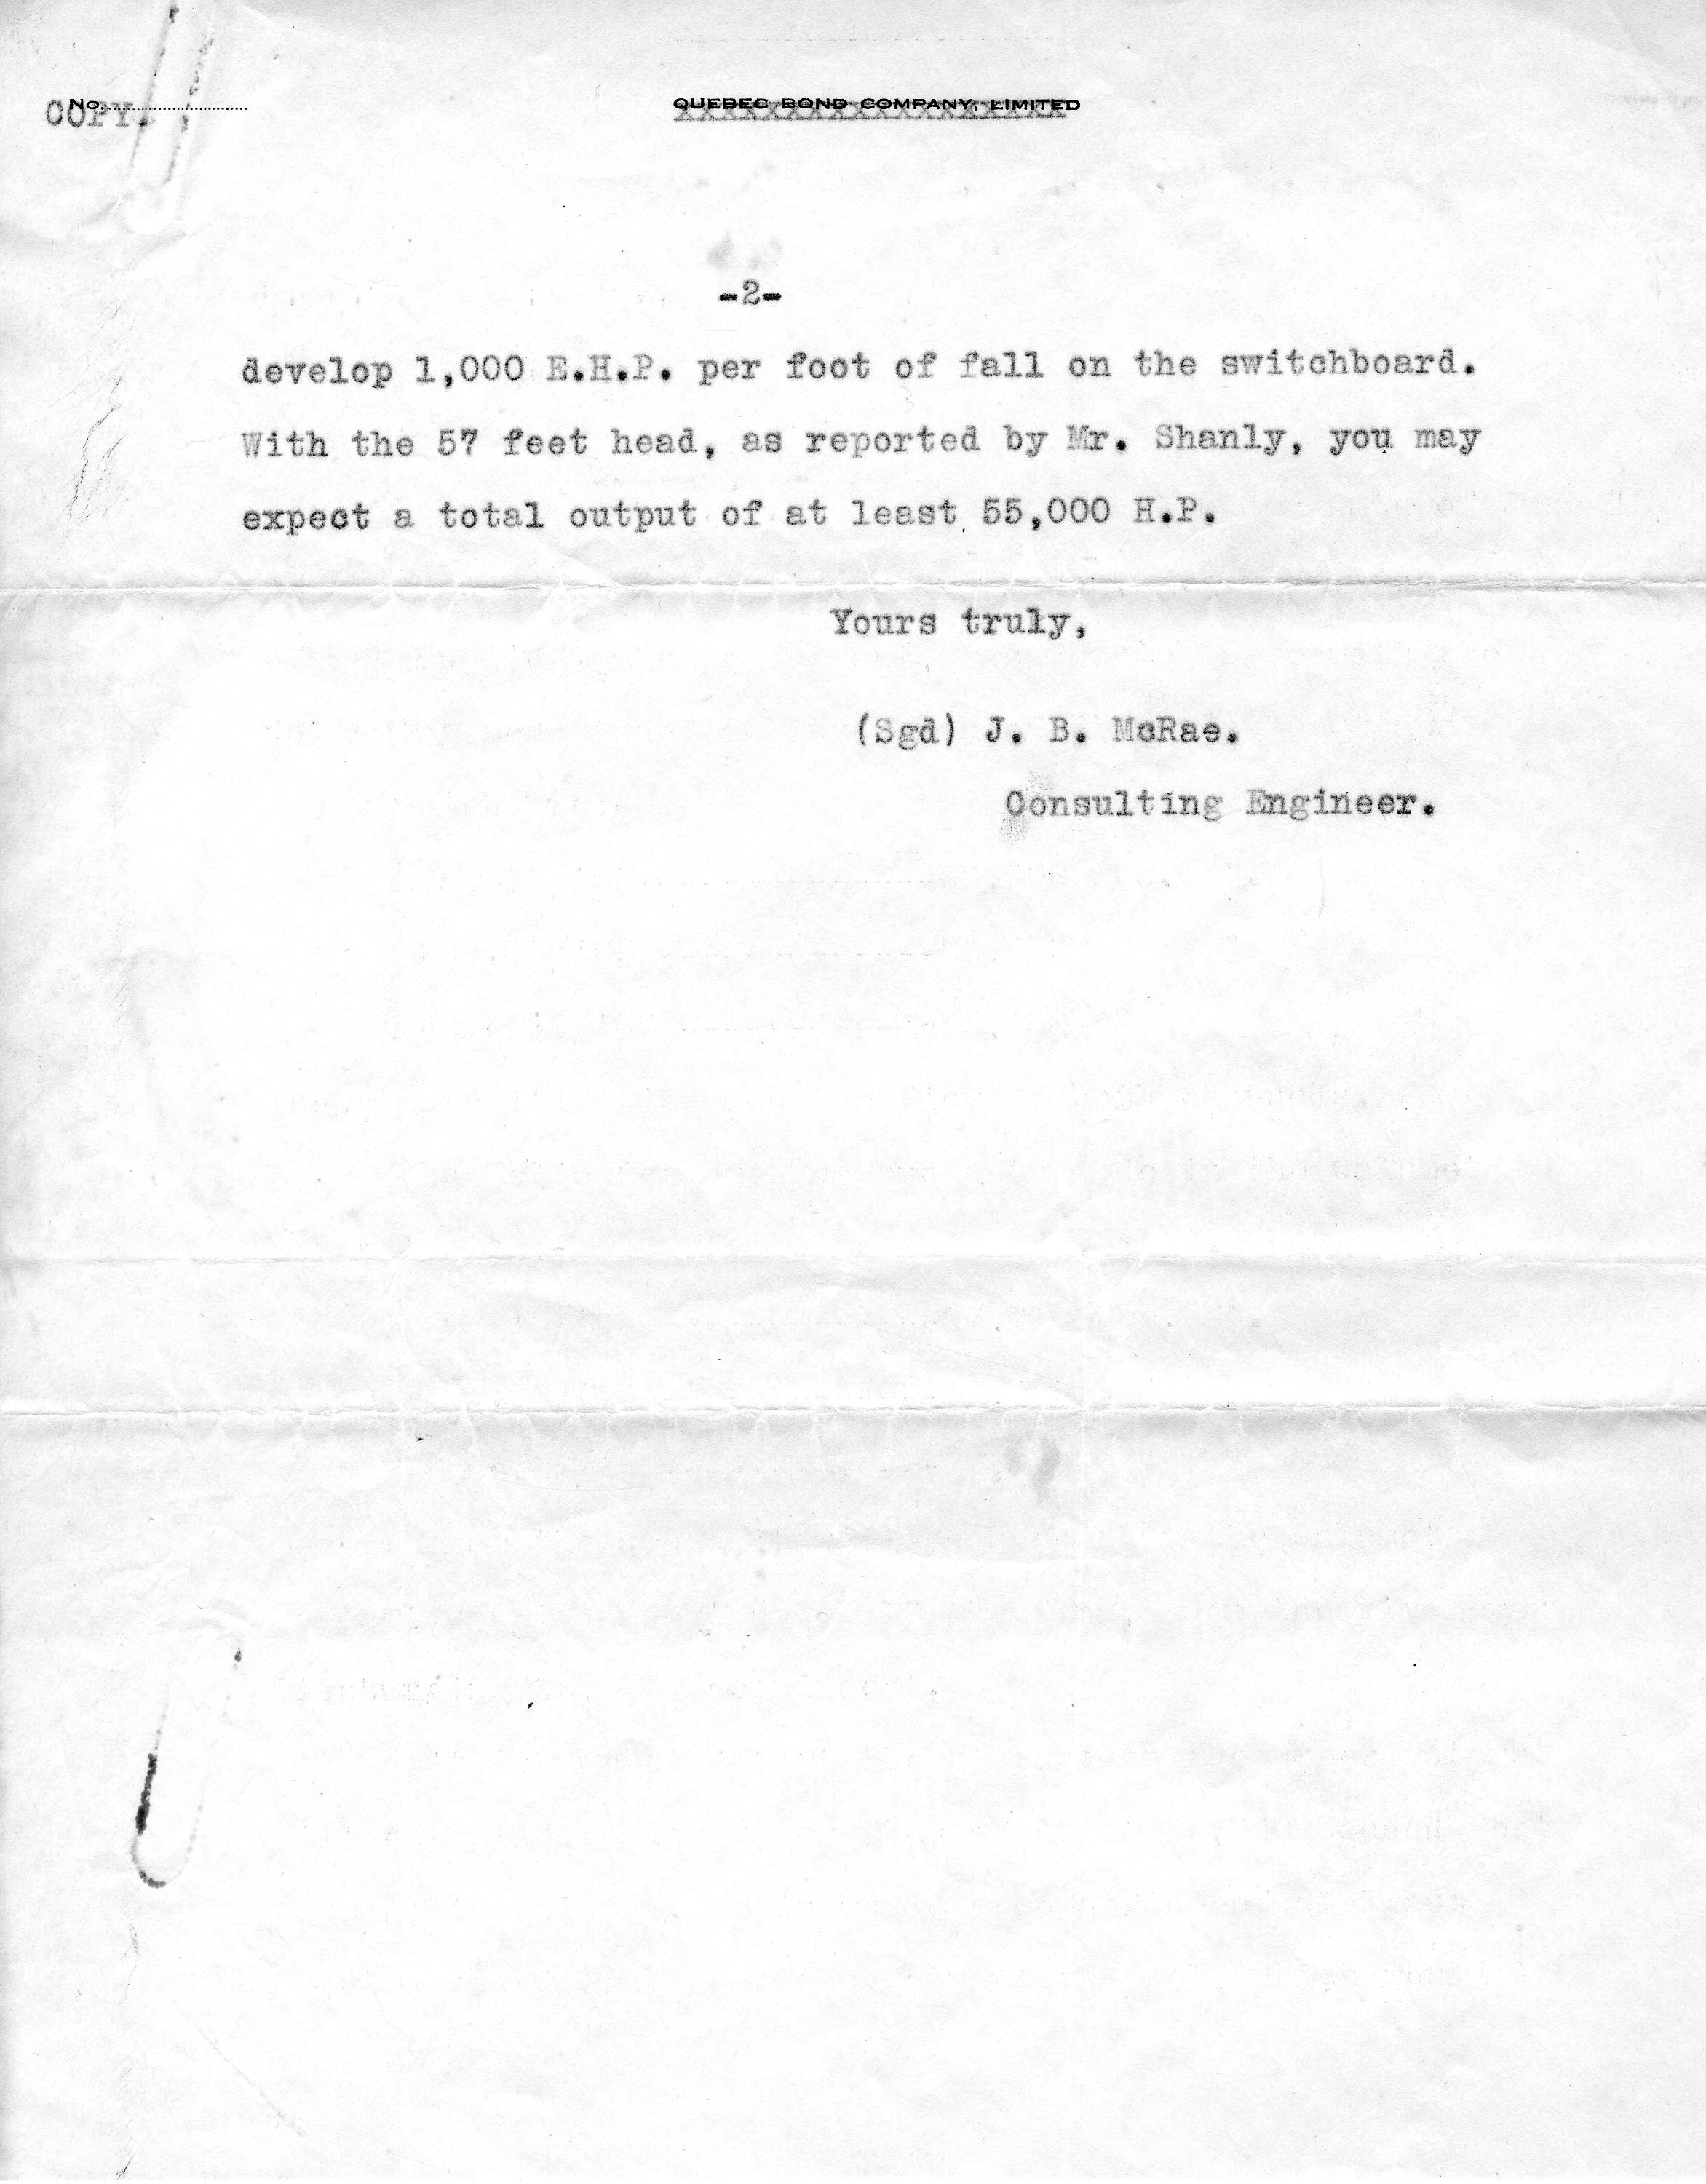 COPY.
No.
QUEBEC BOND COMPANY, LIMITED
XXXXXXXXXXXXXXXXXXX
-2-
develop 1,000 E.H.P. per foot of fall on the switchboard.
With the 57 feet head, as reported by Mr. Shanly, you may
expect a total output of at least 55,000 H.P.
Yours truly,
(Sgd) J. B. McRae.
Consulting Engineer.